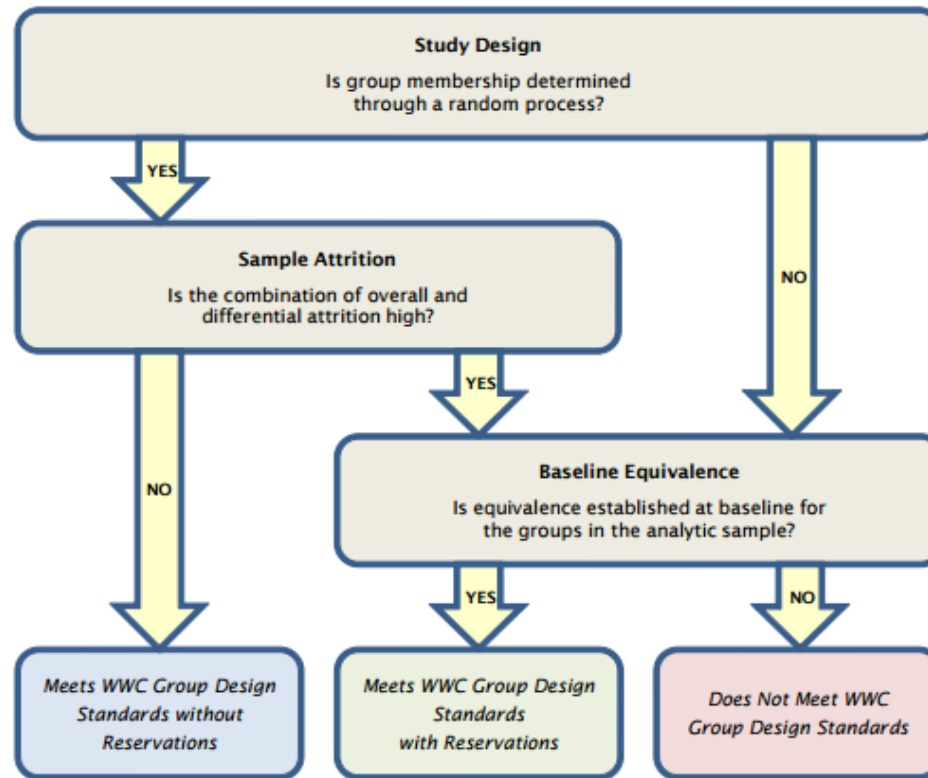 Study Design
Is group membership determined
through a random process?
YES
NO
Sample Attrition
Is the combination of overall and
differential attrition high?
NO
YES
Baseline Equivalence
Is equivalence established at baseline for
the groups in the analytic sample?
YES
NO
Meets WWC Group Design
Standards without
Reservations
Meets WWC Group Design
Standards
with Reservations
Does Not Meet WWC
Group Design Standards